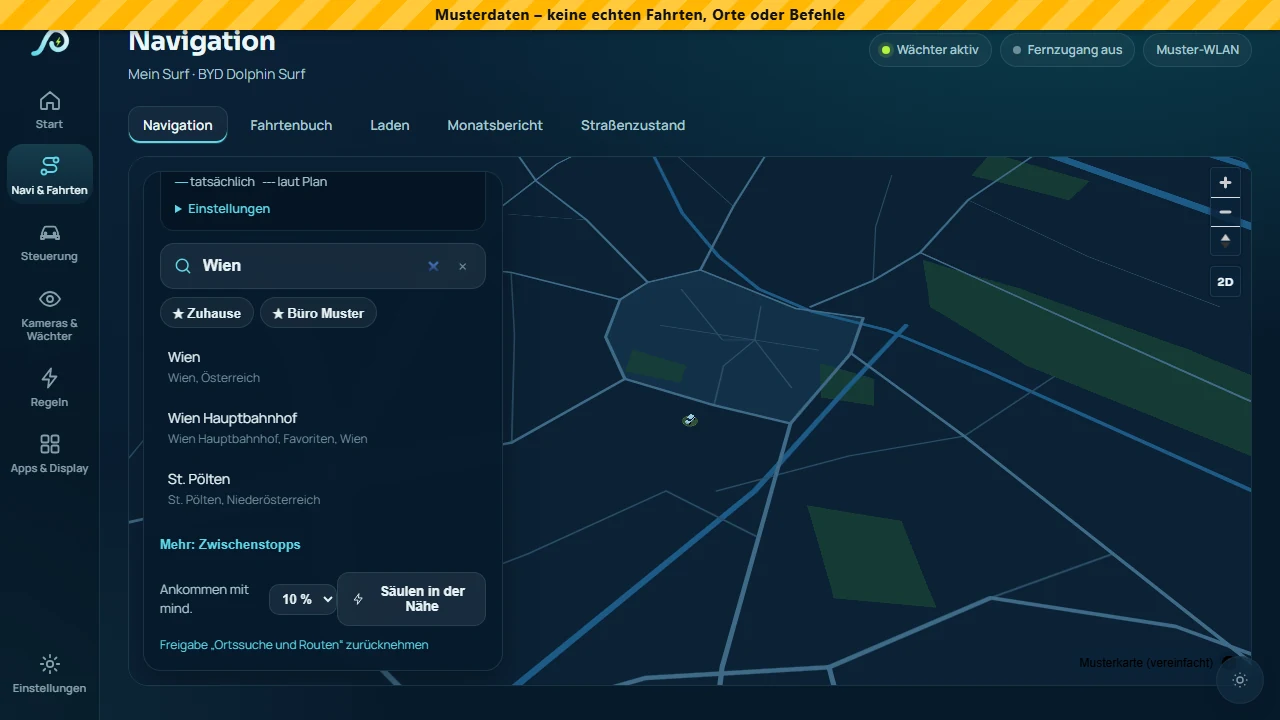 Musterdaten – keine echten Fahrten, Orte oder Befehle
Navigation
Mein Surf · BYD Dolphin Surf
Wächter aktiv
Fernzugang aus
Muster-WLAN
Start
Navi & Fahrten
Steuerung
Kameras &
Wächter
Regeln
Apps & Display
Einstellungen
Navigation
Fahrtenbuch
Laden
Monatsbericht
Straßenzustand
— tatsächlich --- laut Plan
▶ Einstellungen
Wien
★ Zuhause
★ Büro Muster
Wien
Wien, Österreich
Wien Hauptbahnhof
Wien Hauptbahnhof, Favoriten, Wien
St. Pölten
St. Pölten, Niederösterreich
Mehr: Zwischenstopps
Ankommen mit
mind.
10 %
Säulen in der
Nähe
Freigabe „Ortssuche und Routen“ zurücknehmen
2D
Musterkarte (vereinfacht)